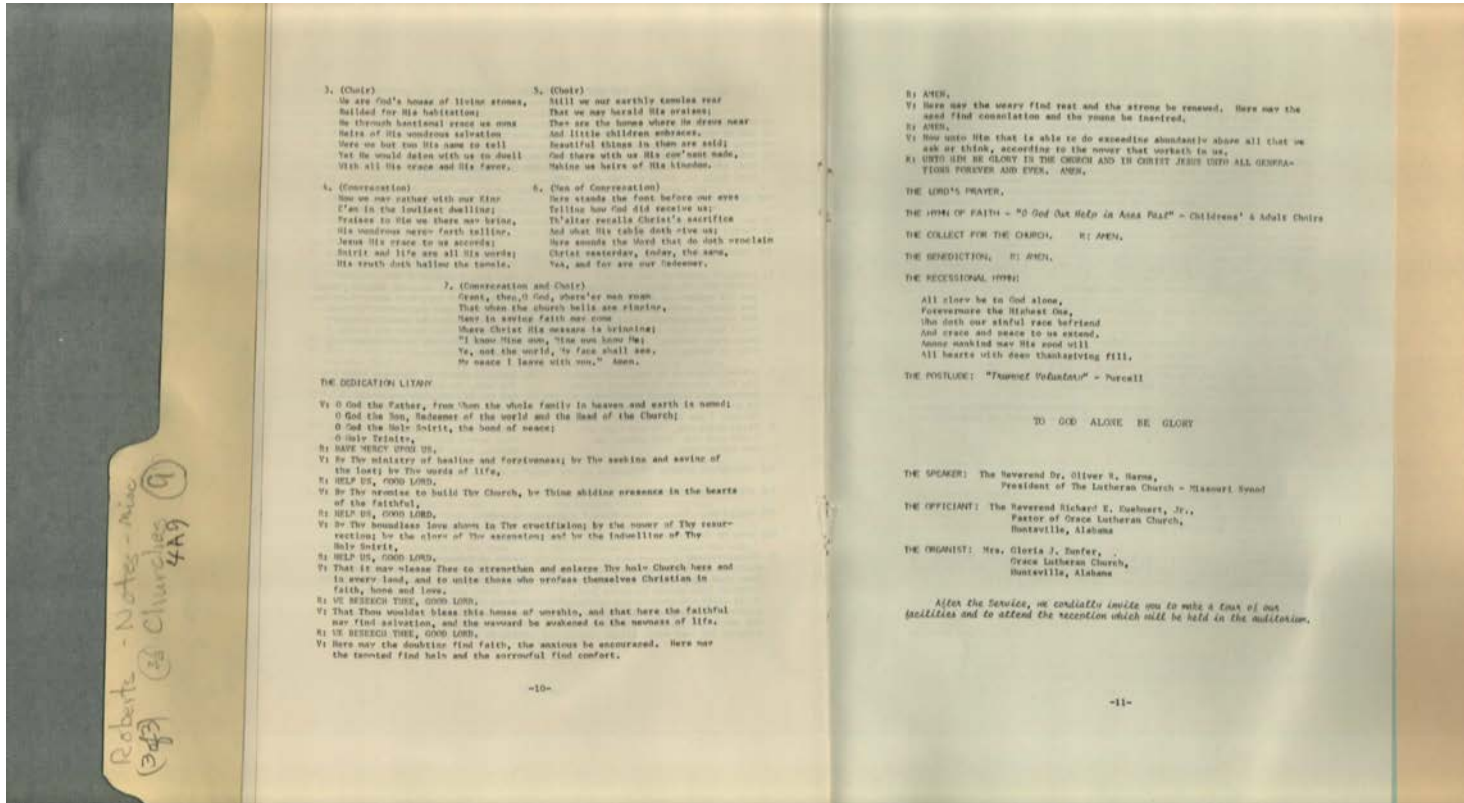 Roberts - Notes - Misc
(3of3) (3d) Churches (9)
4A9
3. (Choir)
We are God's house of living stones,
Builded for His habitation;
He through baptismal grace us owns
Heirs of His wondrous salvation
Were we but two His name to tell
Yet He would deign with us to dwell
With all His grace and His favor.
4. (Congregation)
Now we may gather with our King
E'en in the lowliest dwelling;
Praises to Him we there may bring,
His wondrous mercy forth telling.
Jesus His grace to us accords;
Spirit and life are all His words;
His truth doth hallow the temple.
5. (Choir)
Still we our earthly temples rear
That we may herald His praises;
They are the homes where He draws near
And little children embraces.
Beautiful things in them are said;
God there with us His cov'nant made,
Making us heirs of His kingdom.
6. (Men of Congregation)
Here stands the font before our eyes
Telling how God did receive us;
Th'altar recalls Christ's sacrifice
And what His table doth give us;
Here sounds the Word that do doth proclaim
Christ yesterday, today, the same,
Yea, and for aye our Redeemer.
7. (Congregation and Choir)
Grant, then,O God, where'er men roam
That when the church bells are ringing,
Many in saving faith may come
Where Christ His message is bringing;
"I know Mine own, Mine own know Me;
Ye, not the world, My face shall see.
My peace I leave with you." Amen.
THE DEDICATION LITANY
V: O God the Father, from Whom the whole family in heaven and earth is named;
O God the Son, Redeemer of the world and the Head of the Church;
O God the Holy Spirit, the bond of peace;
O Holy Trinity,
R: HAVE MERCY UPON US.
V: By Thy ministry of healing and forgiveness; by Thy seeking and saving of
the lost; by Thy words of life,
R: HELP US, GOOD LORD.
V: By Thy promise to build Thy Church, by Thine abiding presence in the hearts
of the faithful,
R: HELP US, GOOD LORD.
V: By Thy boundless love shown in Thy crucifixion; by the power of Thy resur-
rection; by the glory of Thy ascension; and by the indwelling of Thy
Holy Spirit,
R: HELP US, GOOD LORD.
V: That it may please Thee to strengthen and enlarge Thy holy Church here and
in every land, and to unite those who profess themselves Christian in
faith, hope and love.
R: WE BESEECH THEE, GOOD LORD.
V: That Thou wouldst bless this house of worship, and that here the faithful
may find salvation, and the wayward be awakened to the newness of life.
R: WE BESEECH THEE, GOOD LORD.
V: Here may the doubting find faith, the anxious be encouraged. Here may
the tempted find help and the sorrowful find comfort.
-10-
R: AMEN.
V: Here may the weary find rest and the strong be renewed. Here may the
aged find consolation and the young be inspired.
R: AMEN.
V: Now unto Him that is able to do exceeding abundantly above all that we
ask or think, according to the power that worketh in us,
R: UNTO HIM BE GLORY IN THE CHURCH AND IN CHRIST JESUS UNTO ALL GENERA-
TIONS FOREVER AND EVER. AMEN.
THE LORD'S PRAYER.
THE HYMN OF FAITH - "O God Our Help in Ages Past" - Childrens' & Adult Choirs
THE COLLECT FOR THE CHURCH. R: AMEN.
THE BENEDICTION. R: AMEN.
THE RECESSIONAL HYMN:
All glory be to God alone,
Forevermore the Highest One,
Who doth our sinful race befriend
And grace and peace to us extend.
Among mankind may His good will
All hearts with deep thanksgiving fill.
THE POSTLUDE: "Trumpet Voluntary" - Purcell
TO GOD ALONE BE GLORY
THE SPEAKER: The Reverend Dr. Oliver R. Harms,
President of The Lutheran Church - Missouri Synod
THE OFFICIANT: The Reverend Richard E. Kuehnert, Jr.,
Pastor of Grace Lutheran Church,
Huntsville, Alabama
THE ORGANIST: Mrs. Gloria J.
Grace Lutheran Church,
Huntsville, Alabama
After the Service, we cordially invite you to make a tour of our
facilities and to attend the reception which will be held in the auditorium.
-11-